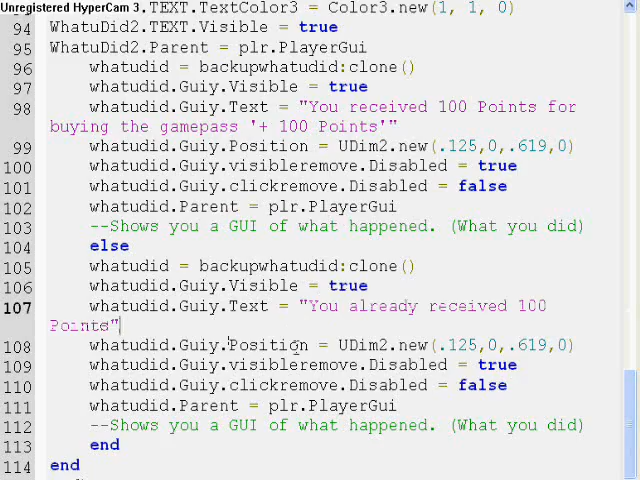 Unregistered HyperCam 3
.TEXT.TextColor3 = Color3.new(1, 1, 0)
94 WhatuDid2.TEXT.Visible = true
95 WhatuDid2.Parent = plr.PlayerGui
96 whatudid = backupwhatudid:clone()
97 whatudid.Guiy.Visible = true
98 whatudid.Guiy.Text = "You received 100 Points for
buying the gamepass '+ 100 Points'"
99 whatudid.Guiy.Position = UDim2.new(.125,0,.619,0)
100 whatudid.Guiy.visibleremove.Disabled = true
101 whatudid.Guiy.clickremove.Disabled = false
102 whatudid.Parent = plr.PlayerGui
103 --Shows you a GUI of what happened. (What you did)
104 else
105 whatudid = backupwhatudid:clone()
106 whatudid.Guiy.Visible = true
107 whatudid.Guiy.Text = "You already received 100
Points"
108 whatudid.Guiy.Position = UDim2.new(.125,0,.619,0)
109 whatudid.Guiy.visibleremove.Disabled = true
110 whatudid.Guiy.clickremove.Disabled = false
111 whatudid.Parent = plr.PlayerGui
112 --Shows you a GUI of what happened. (What you did)
113 end
114 end